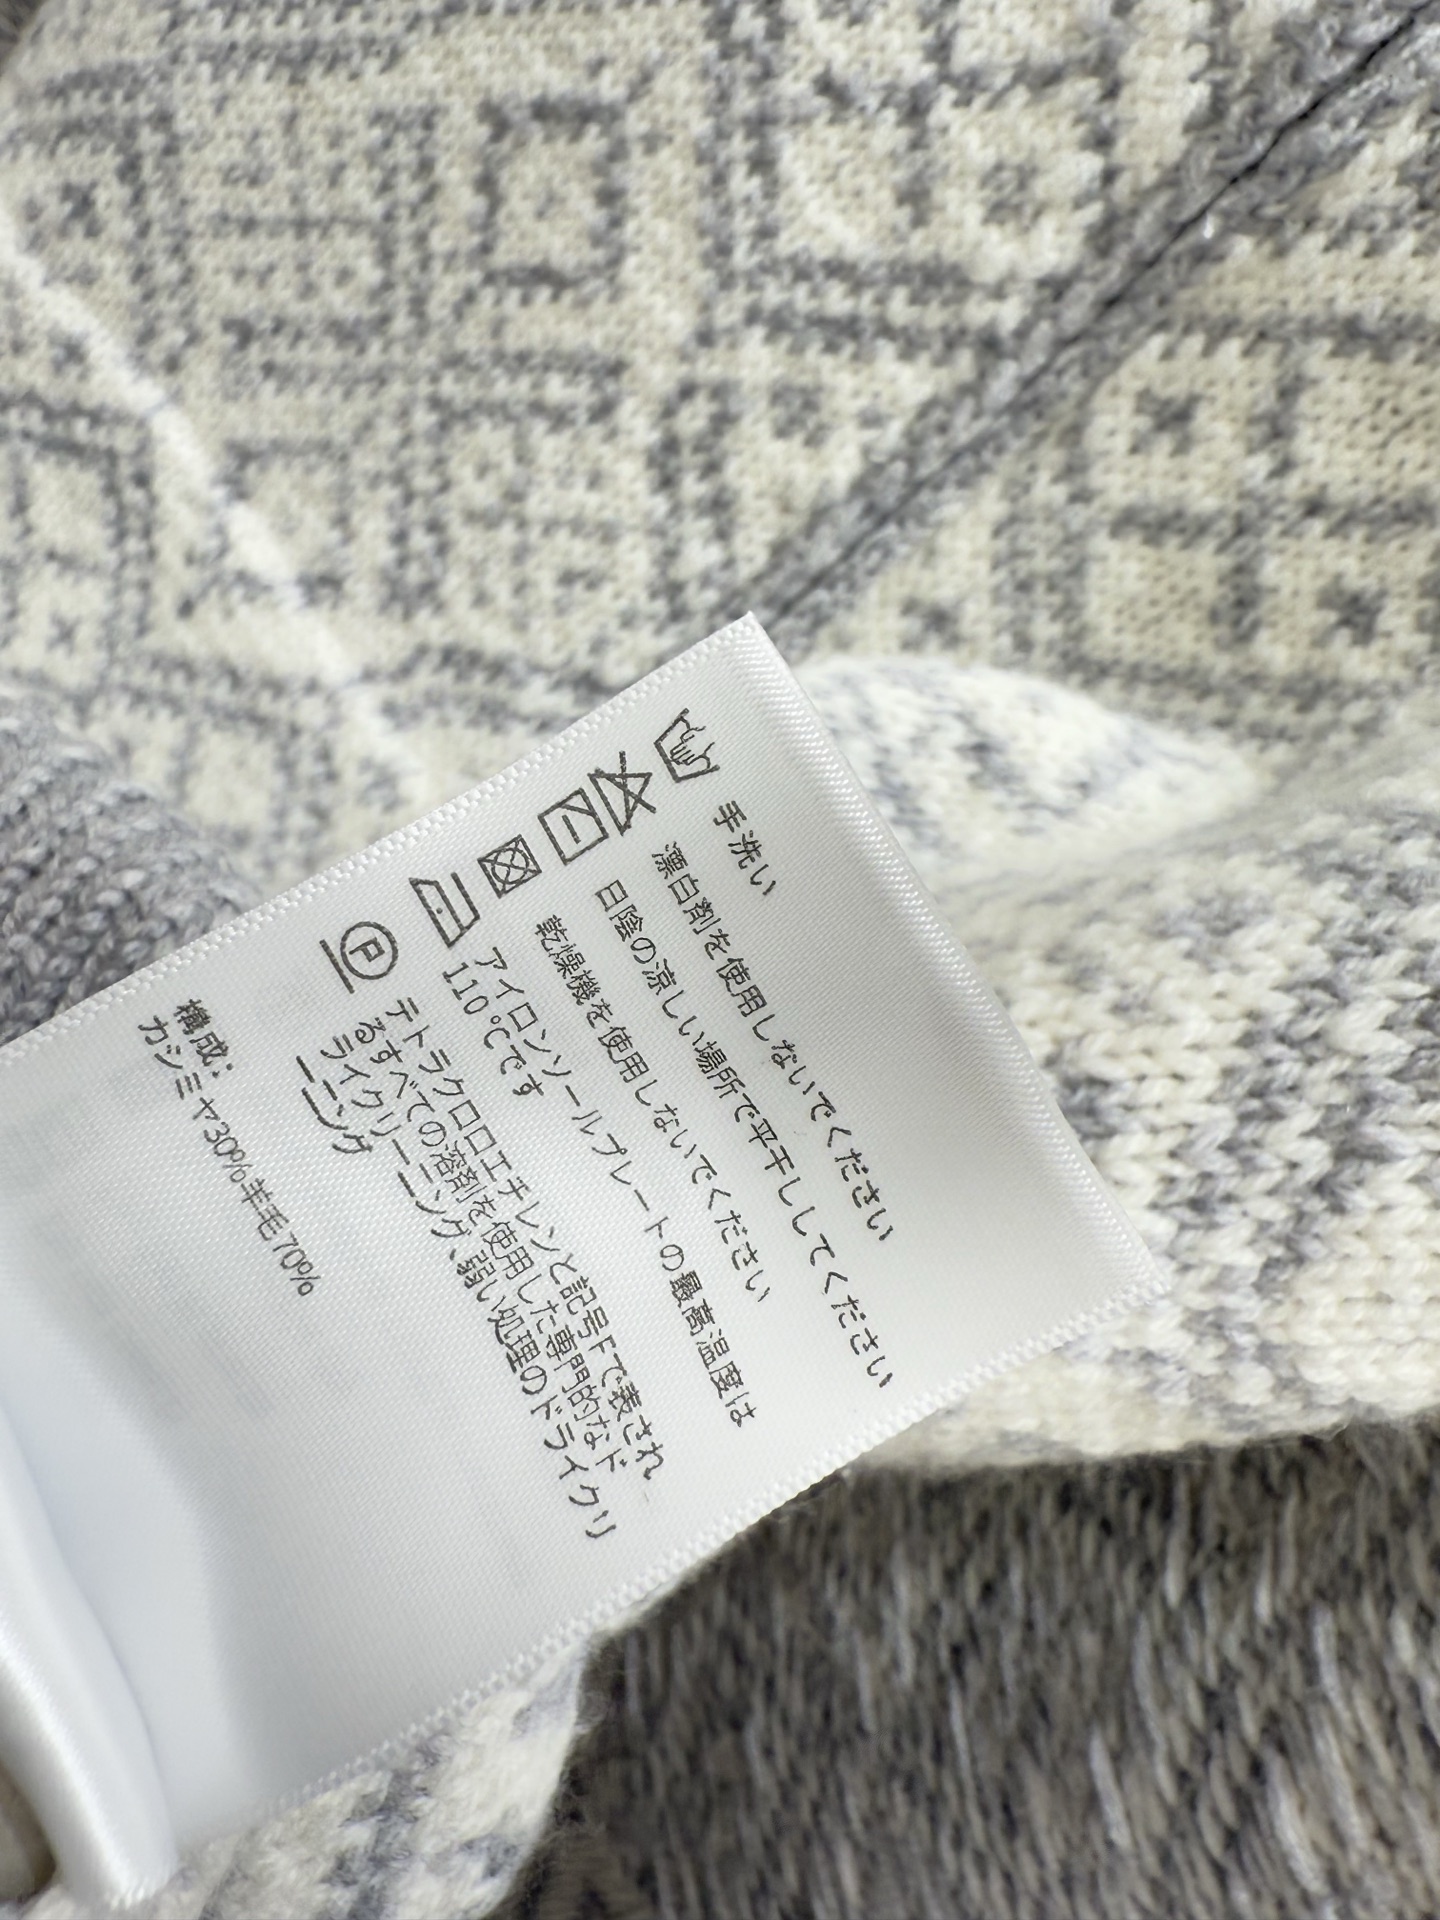 手洗い
漂白剤を使用しないでください
日陰の涼しい場所で平干ししてください
乾燥機を使用しないでください
アイロンソールプレートの最高温度は
110℃です
P
テトラクロロエチレンと記号Fで表され
るすべての溶剤を使用した専門的なド
ライクリーニング、弱い処理のドライクリ
ーニング
構成:
カシミヤ30%羊毛70%